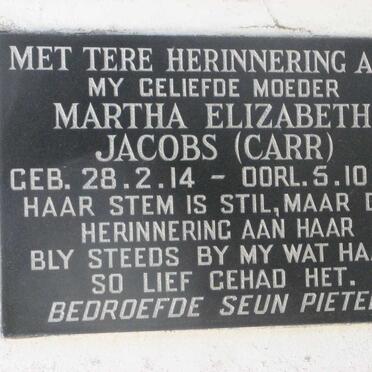 MET TERE HERINNERING A
MY GELIEFDE MOEDER
MARTHA ELIZABETH
JACOBS (CARR)
GEB. 28.2.14 - OORL. 5.10
HAAR STEM IS STIL, MAAR D
HERINNERING AAN HAAR
BLY STEEDS BY MY WAT HA
SO LIEF GEHAD HET.
BEDROEFDE SEUN PIETE